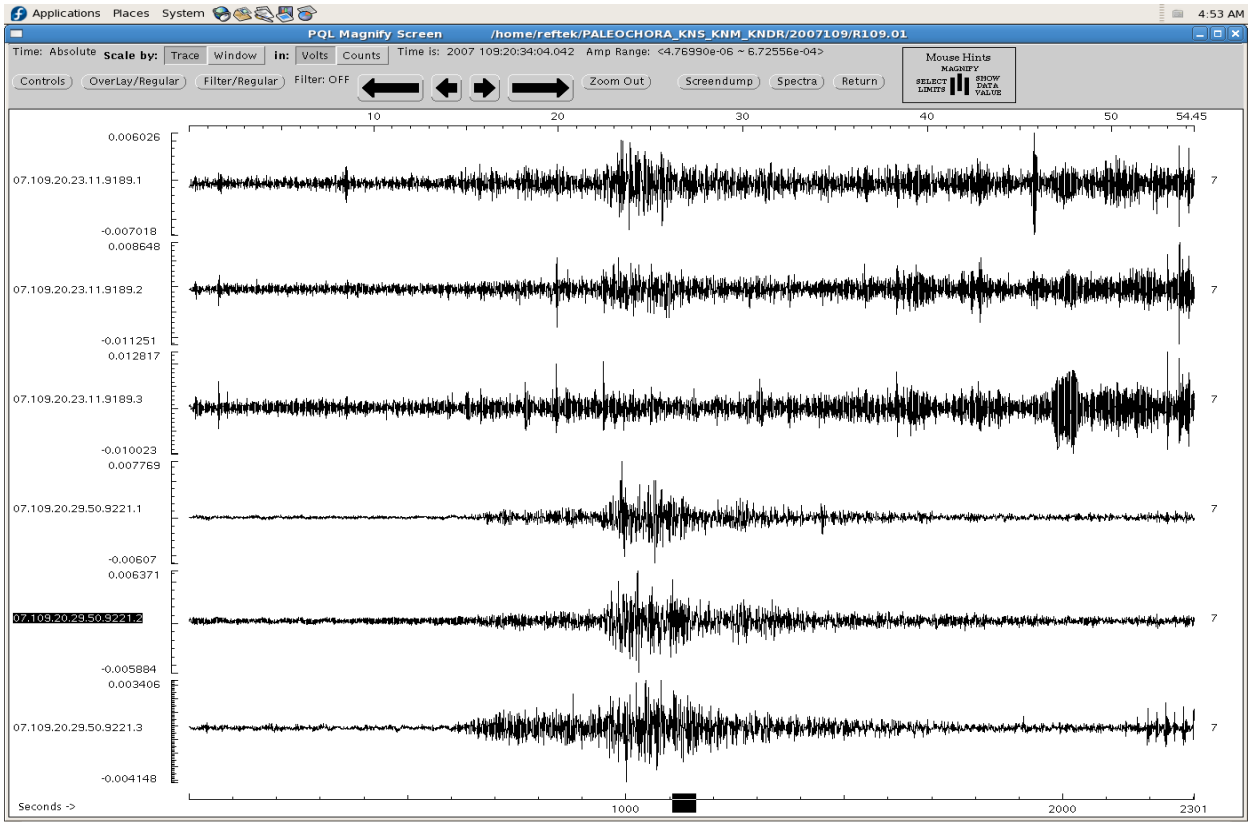 Applications Places System 4:53 AM
PQL Magnify Screen /home/reftek/PALEOCHORA_KNS_KNM_KNDR/2007109/R109.01
Time: Absolute Scale by: Trace Window in: Volts Counts Time is: 2007 109:20:34:04.042 Amp Range: <4.76990e-06 ~ 6.72556e-04>
Controls OverLay/Regular Filter/Regular Filter: OFF Zoom Out Screendump Spectra Return
Mouse Hints
MAGNIFY
SELECT LIMITS
SHOW DATA VALUE
10 20 30 40 50 54.45
0.006026
07.109.20.23.11.9189.1 7
-0.007018
0.008648
07.109.20.23.11.9189.2 7
-0.011251
0.012817
07.109.20.23.11.9189.3 7
-0.010023
0.007769
07.109.20.29.50.9221.1 7
-0.00607
0.006371
07.109.20.29.50.9221.2 7
-0.005884
0.003406
07.109.20.29.50.9221.3 7
-0.004148
Seconds -> 1000 2000 2301